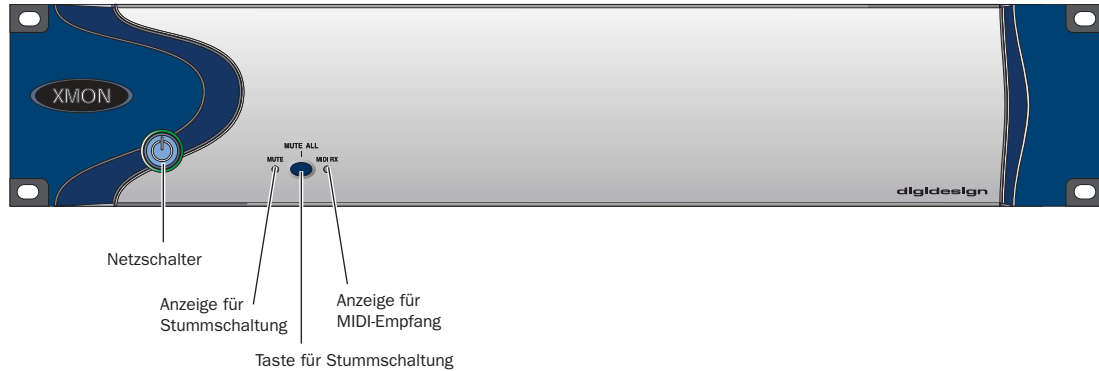 XMON
MUTE ALL
MUTE
MIDI RX
digidesign
Netzschalter
Anzeige für
Stummschaltung
Anzeige für
MIDI-Empfang
Taste für Stummschaltung